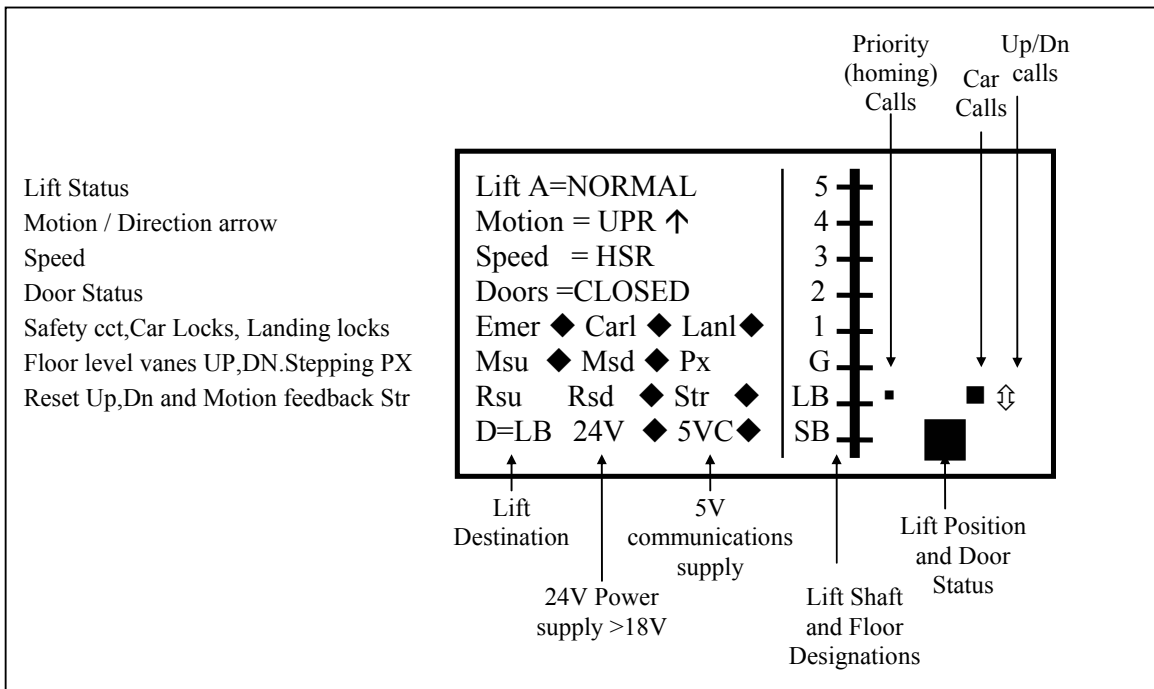 Priority
(homing)
Calls
Car
Calls
Up/Dn
calls
Lift Status
Motion / Direction arrow
Speed
Door Status
Safety cct,Car Locks, Landing locks
Floor level vanes UP,DN.Stepping PX
Reset Up,Dn and Motion feedback Str
Lift A=NORMAL
Motion = UPR ↑
Speed = HSR
Doors =CLOSED
Emer ◆ Carl ◆ Lanl ◆
Msu ◆ Msd ◆ Px
Rsu Rsd ◆ Str ◆
D=LB 24V ◆ 5VC ◆
5
4
3
2
1
G
LB
SB
Lift
Destination
24V Power
supply >18V
5V
communications
supply
Lift Shaft
and Floor
Designations
Lift Position
and Door
Status